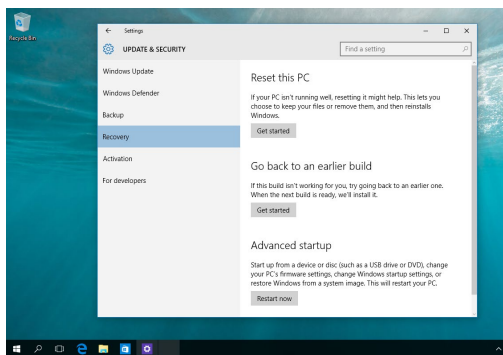 Recycle Bin
Settings
UPDATE & SECURITY
Find a setting
Windows Update
Windows Defender
Backup
Recovery
Activation
For developers
Reset this PC
If your PC isn't running well, resetting it might help. This lets you
choose to keep your files or remove them, and then reinstalls
Windows.
Get started
Go back to an earlier build
If this build isn't working for you, try going back to an earlier one.
When the next build is ready, we'll install it.
Get started
Advanced startup
Start up from a device or disc (such as a USB drive or DVD), change
your PC's firmware settings, change Windows startup settings, or
restore Windows from a system image. This will restart your PC.
Restart now